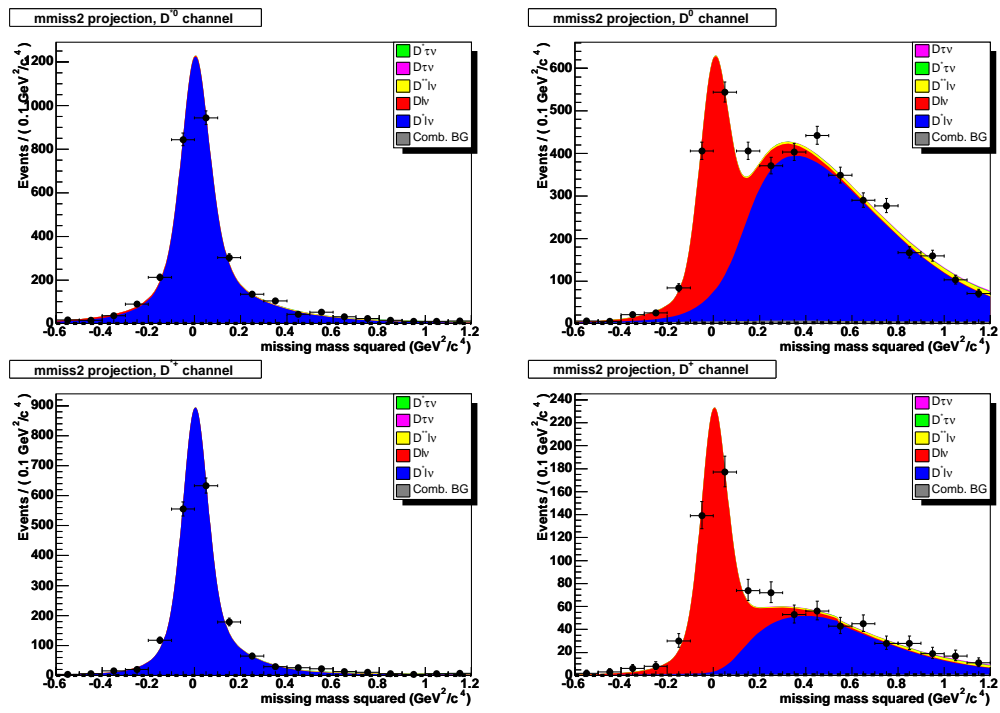 mmiss2 projection, D*0 channel
Events / ( 0.1 GeV2/c4 )
1200
1000
800
600
400
200
0
D*τν
Dτν
D**lν
Dlν
D*lν
Comb. BG
-0.6 -0.4 -0.2 0 0.2 0.4 0.6 0.8 1 1.2
missing mass squared (GeV2/c4)
mmiss2 projection, D0 channel
Events / ( 0.1 GeV2/c4 )
600
500
400
300
200
100
0
Dτν
D*τν
D**lν
Dlν
D*lν
Comb. BG
-0.6 -0.4 -0.2 0 0.2 0.4 0.6 0.8 1 1.2
missing mass squared (GeV2/c4)
mmiss2 projection, D*+ channel
Events / ( 0.1 GeV2/c4 )
900
800
700
600
500
400
300
200
100
0
D*τν
Dτν
D**lν
Dlν
D*lν
Comb. BG
-0.6 -0.4 -0.2 0 0.2 0.4 0.6 0.8 1 1.2
missing mass squared (GeV2/c4)
mmiss2 projection, D+ channel
Events / ( 0.1 GeV2/c4 )
240
220
200
180
160
140
120
100
80
60
40
20
0
Dτν
D*τν
D**lν
Dlν
D*lν
Comb. BG
-0.6 -0.4 -0.2 0 0.2 0.4 0.6 0.8 1 1.2
missing mass squared (GeV2/c4)